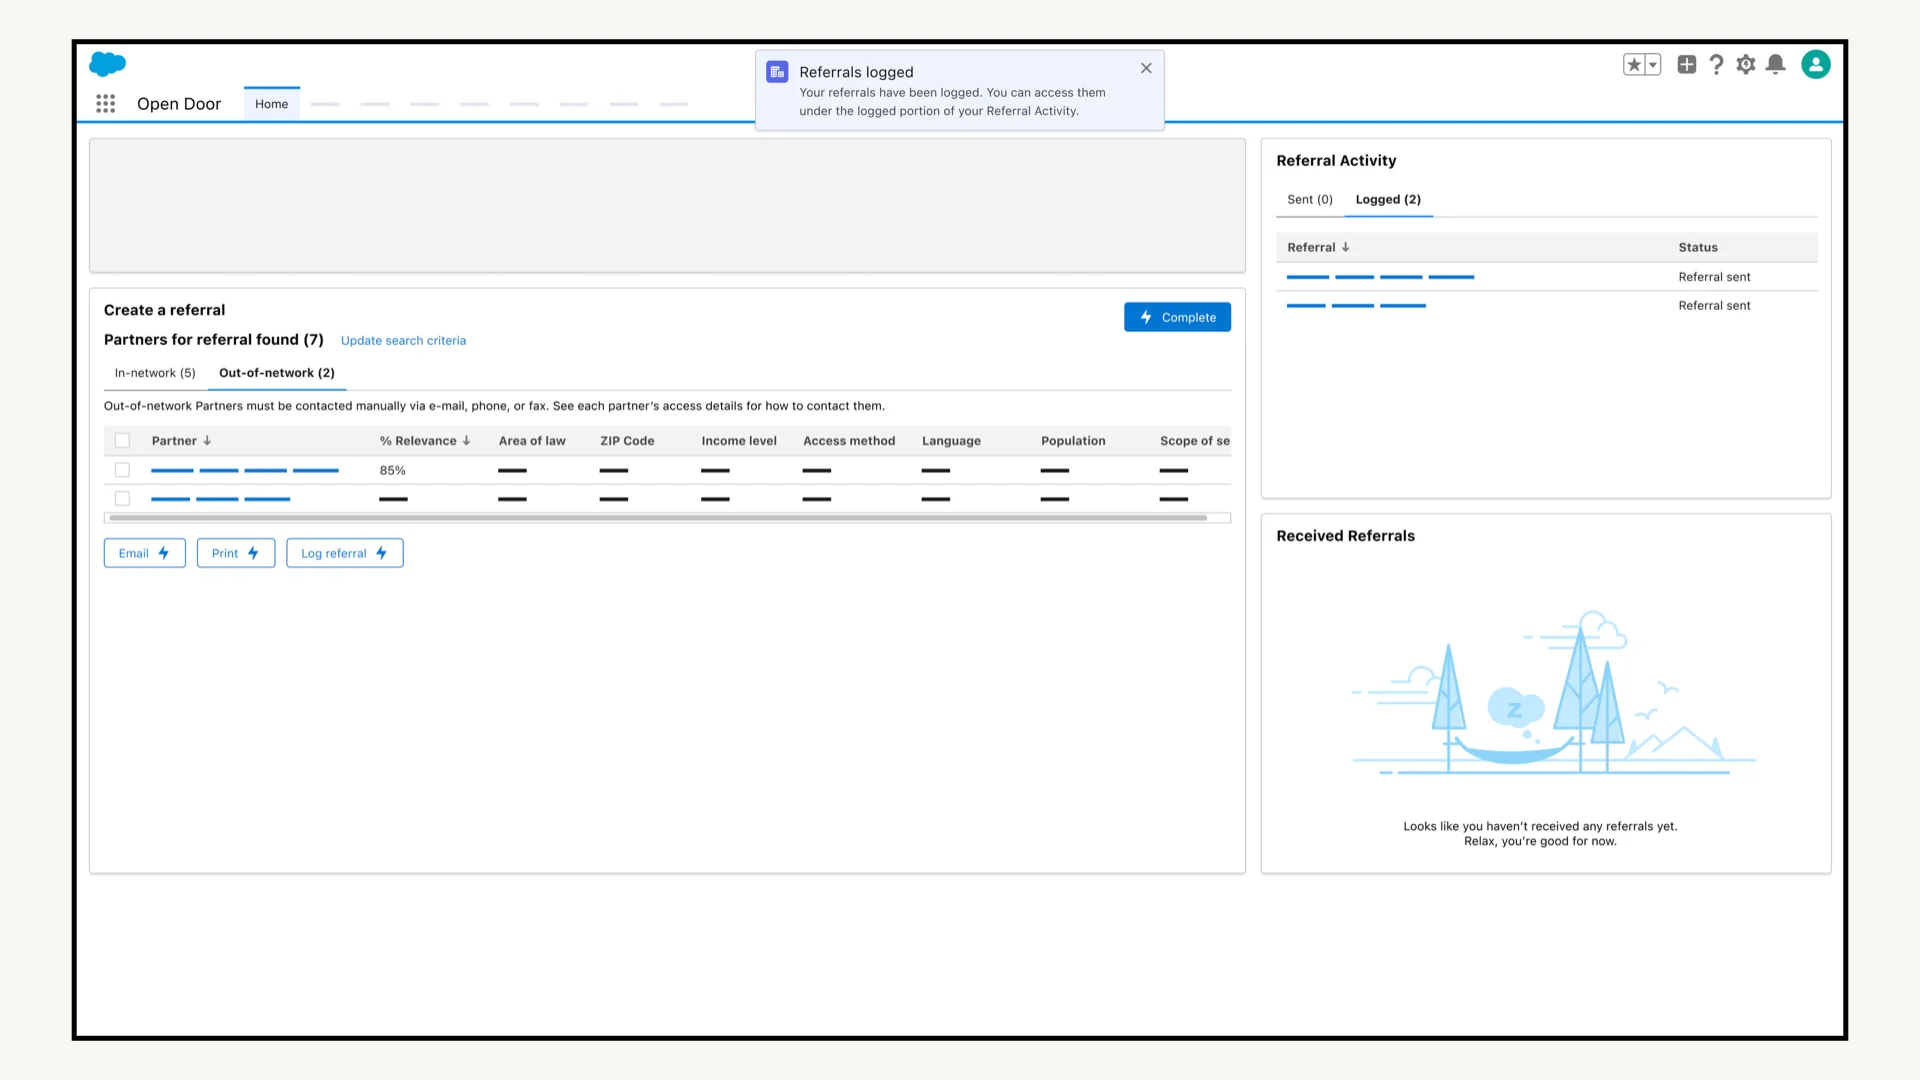 Referrals logged
Your referrals have been logged. You can access them
under the logged portion of your Referral Activity.
Open Door
Home
Create a referral
Complete
Partners for referral found (7) Update search criteria
In-network (5) Out-of-network (2)
Out-of-network Partners must be contacted manually via e-mail, phone, or fax. See each partner's access details for how to contact them.
Partner % Relevance Area of law ZIP Code Income level Access method Language Population Scope of se
85%
Email Print Log referral
Referral Activity
Sent (0) Logged (2)
Referral Status
Referral sent
Referral sent
Received Referrals
Z
Looks like you haven't received any referrals yet.
Relax, you're good for now.